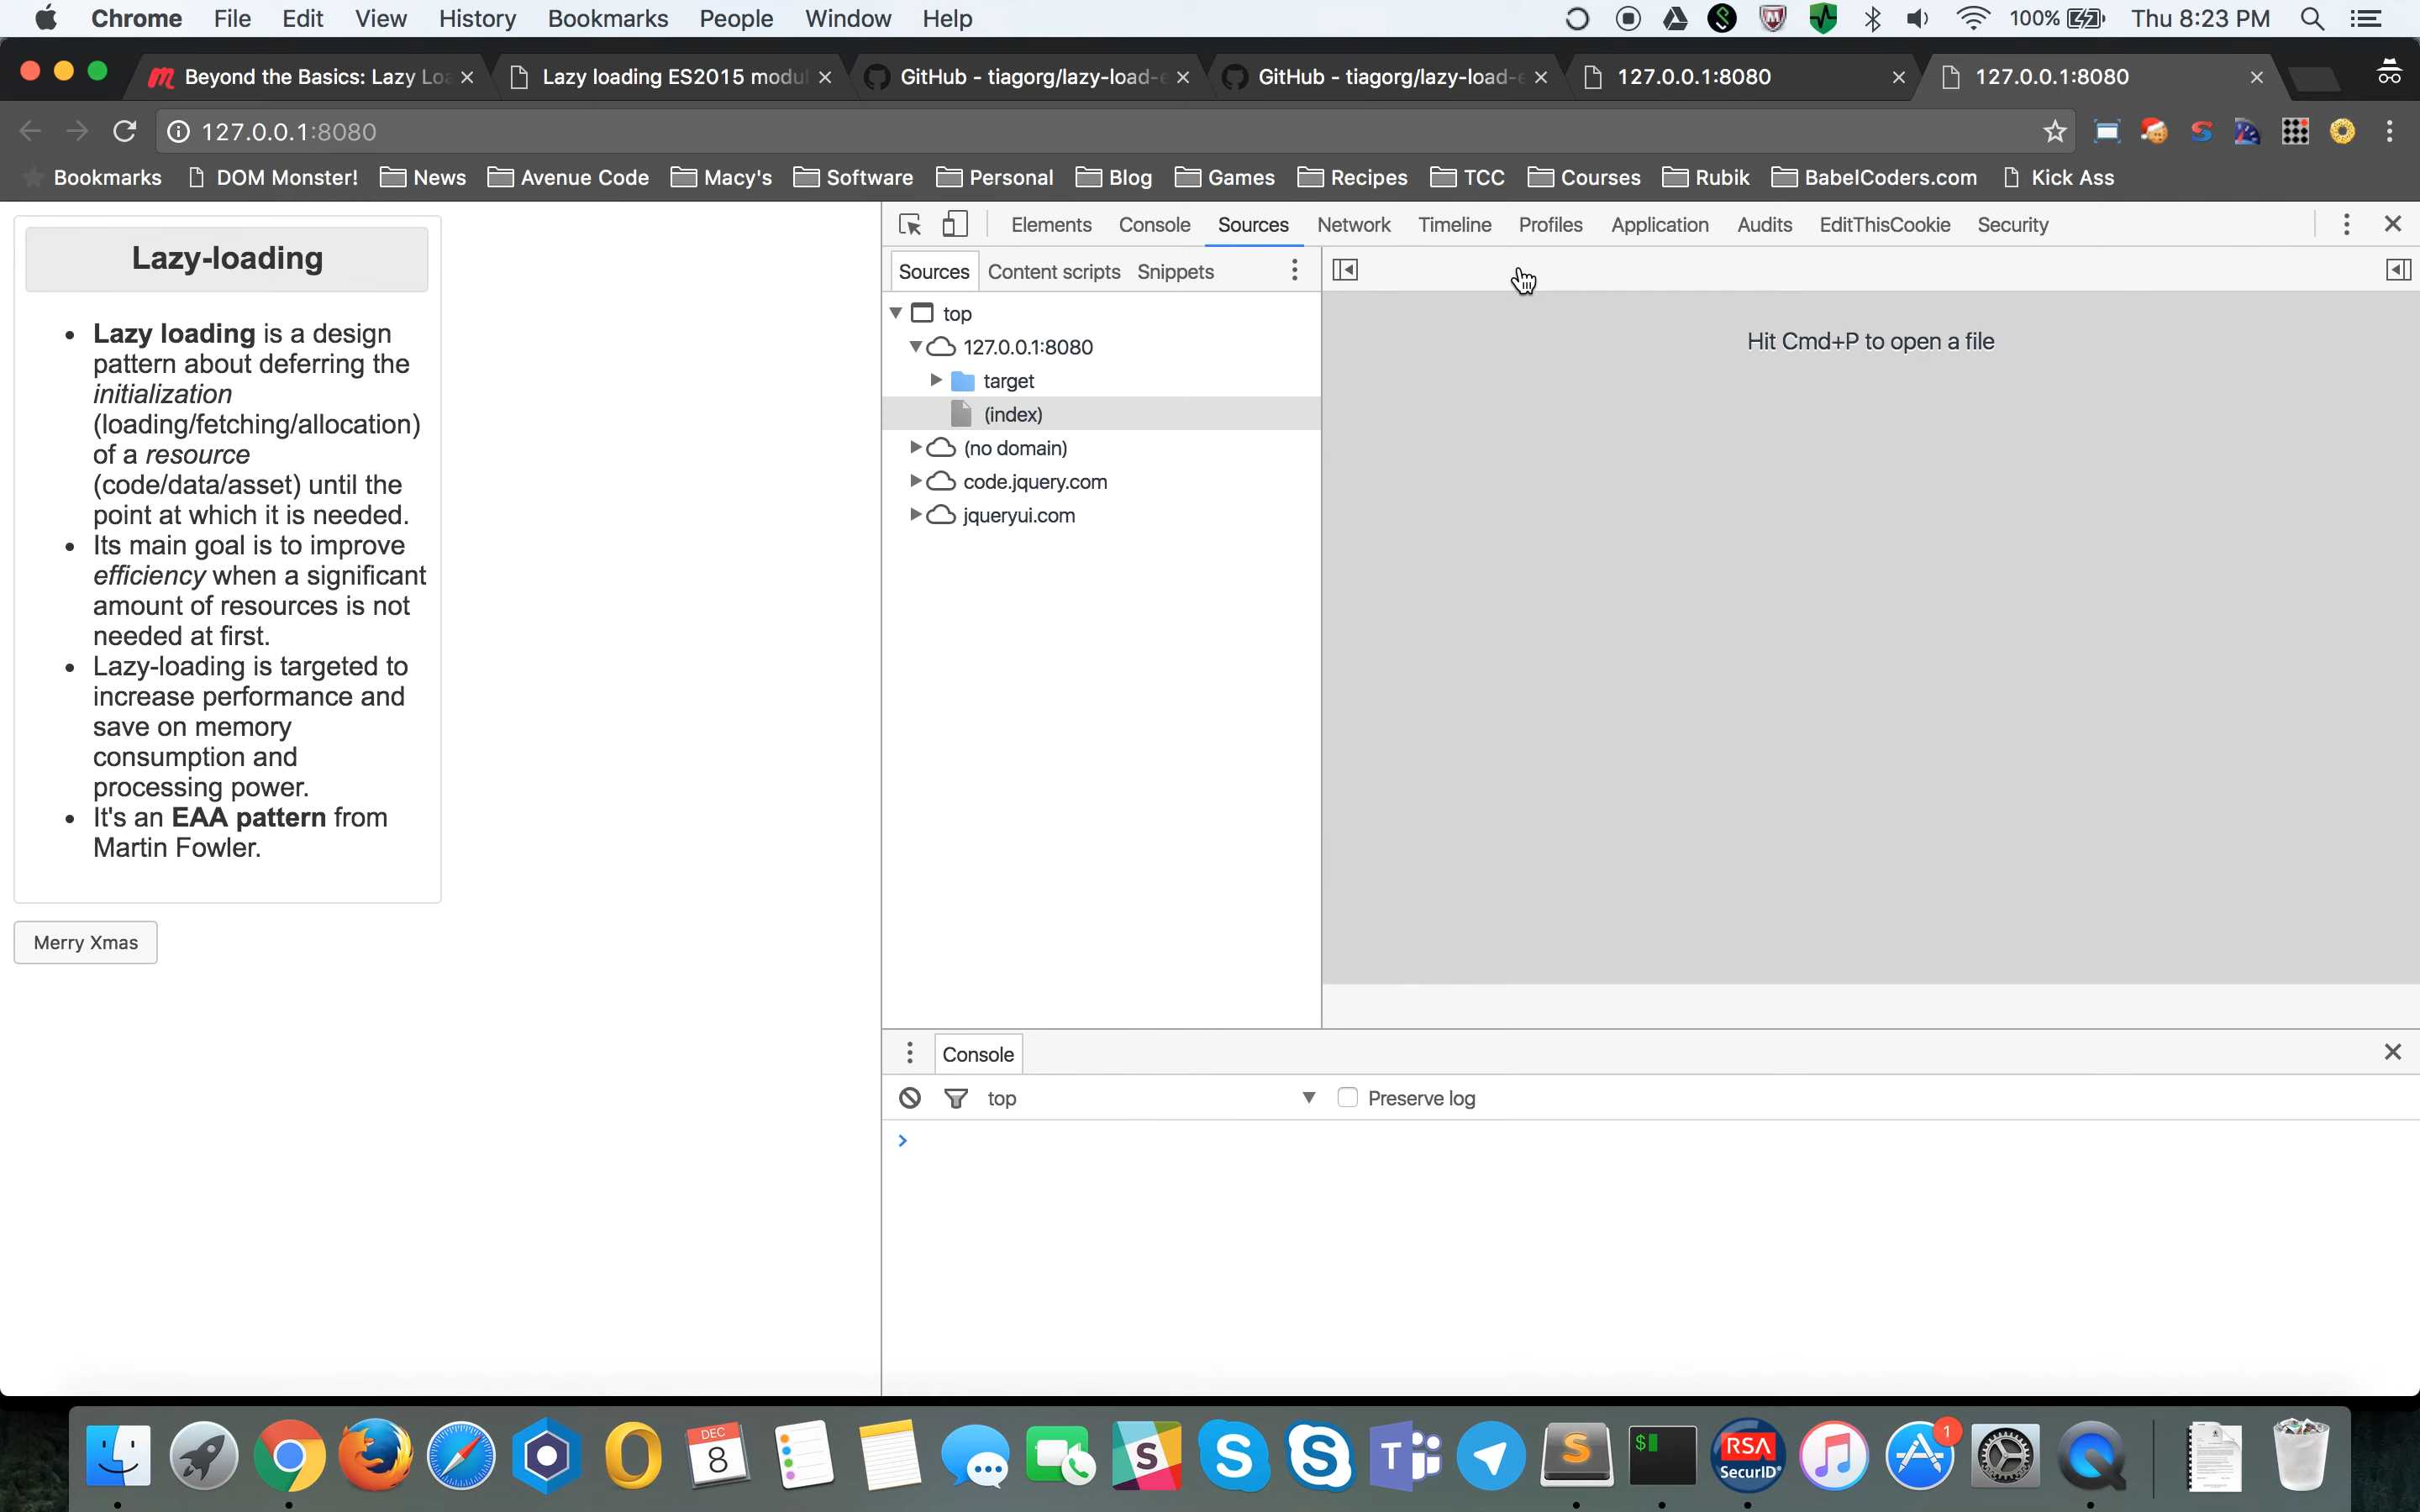 Chrome File Edit View History Bookmarks People Window Help 100% Thu 8:23 PM
Beyond the Basics: Lazy Lo Lazy loading ES2015 modul GitHub - tiagorg/lazy-load-e GitHub - tiagorg/lazy-load-e 127.0.0.1:8080 127.0.0.1:8080
127.0.0.1:8080
Bookmarks DOM Monster! News Avenue Code Macy's Software Personal Blog Games Recipes TCC Courses Rubik BabelCoders.com Kick Ass
Lazy-loading
• Lazy loading is a design
pattern about deferring the
initialization
(loading/fetching/allocation)
of a resource
(code/data/asset) until the
point at which it is needed.
• Its main goal is to improve
efficiency when a significant
amount of resources is not
needed at first.
• Lazy-loading is targeted to
increase performance and
save on memory
consumption and
processing power.
• It's an EAA pattern from
Martin Fowler.
Merry Xmas
Elements Console Sources Network Timeline Profiles Application Audits EditThisCookie Security
Sources Content scripts Snippets
top
127.0.0.1:8080
target
(index)
(no domain)
code.jquery.com
jqueryui.com
Hit Cmd+P to open a file
Console
top Preserve log
DEC
8
S
S
S
T
S
$
RSA
SecurID
1